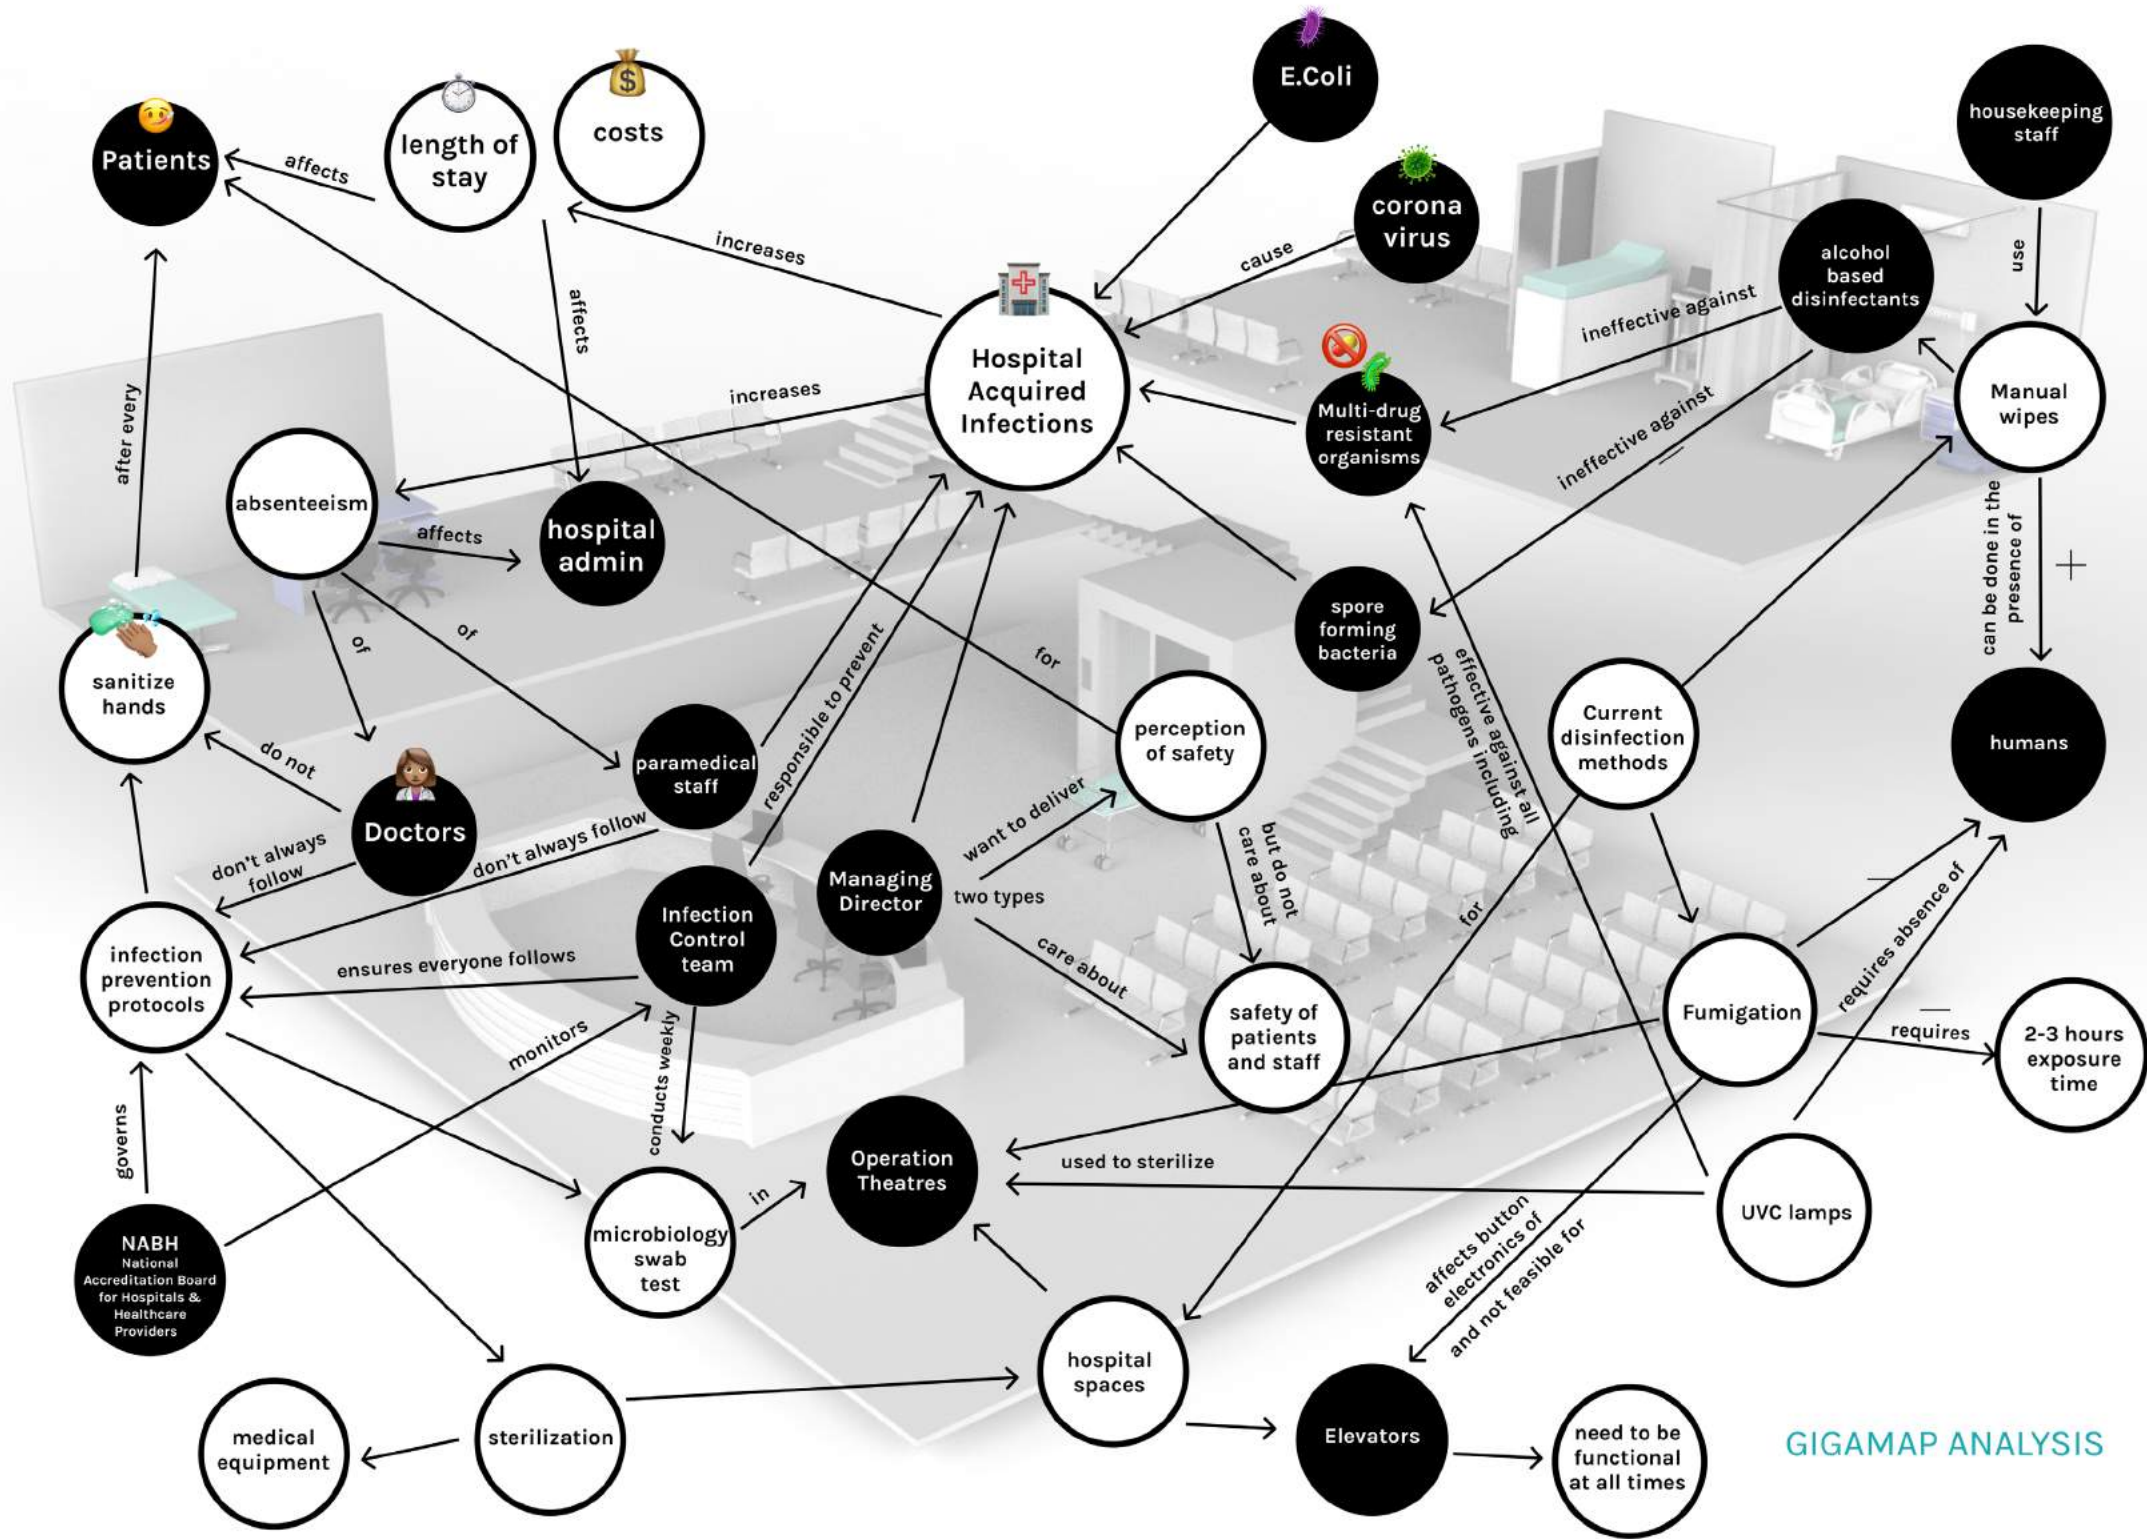 E.Coli
housekeeping
staff
costs
length of
stay
Patients
affects
corona
virus
increases
cause
use
alcohol
based
disinfectants
affects
ineffective against
Hospital
Acquired
Infections
increases
Multi-drug
resistant
organisms
ineffective against
Manual
wipes
after every
absenteeism
affects
hospital
admin
can be done in the
presence of
+
spore
forming
bacteria
of
of
for
responsible to prevent
effective against all
pathogens including
sanitize
hands
do not
paramedical
staff
perception
of safety
Current
disinfection
methods
humans
Doctors
don't always
follow
don't always follow
want to deliver
but do not
care about
Managing
Director
two types
Infection
Control
team
care about
for
requires absence of
infection
prevention
protocols
ensures everyone follows
monitors
conducts weekly
safety of
patients
and staff
Fumigation
requires
2-3 hours
exposure
time
governs
Operation
Theatres
used to sterilize
in
UVC lamps
microbiology
swab
test
NABH
National
Accreditation Board
for Hospitals &
Healthcare
Providers
affects button
electronics of
and not feasible for
hospital
spaces
medical
equipment
sterilization
Elevators
need to be
functional
at all times
GIGAMAP ANALYSIS